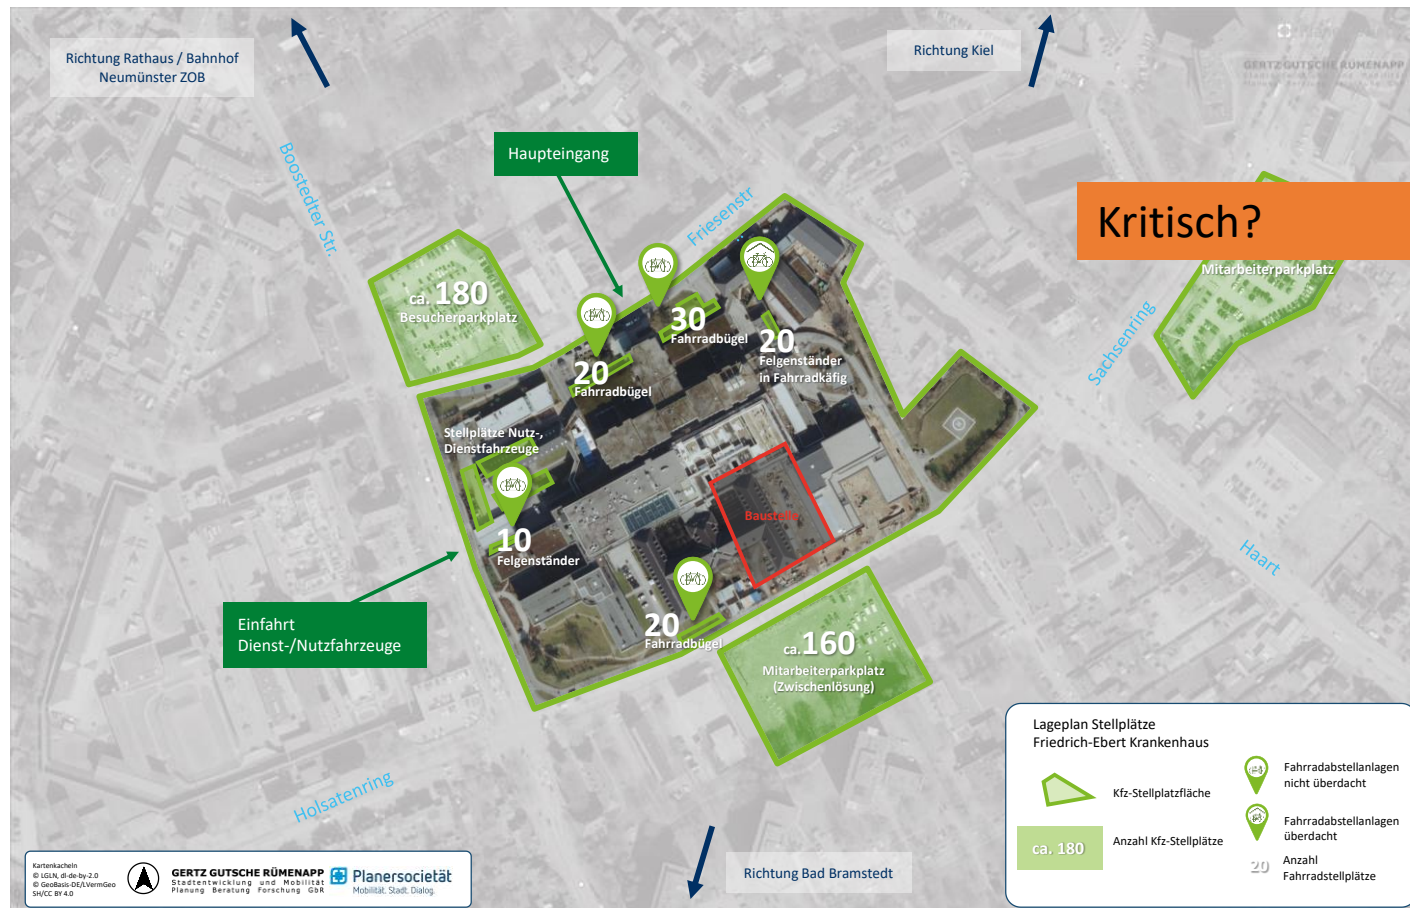 Richtung Rathaus / Bahnhof
Neumünster ZOB
Richtung Kiel
GERTZ GUTSCHE RÜMENAPP
Haupteingang
Boostedter Str.
Friesenstr
Kritisch?
Mitarbeiterparkplatz
ca. 180
Besucherparkplatz
30
Fahrradbügel
20
Felgenständer
in Fahrradkäfig
20
Fahrradbügel
Sachsenring
Stellplätze Nutz-,
Dienstfahrzeuge
Baustelle
10
Felgenständer
Haart
Einfahrt
Dienst-/Nutzfahrzeuge
20
Fahrradbügel
ca. 160
Mitarbeiterparkplatz
(Zwischenlösung)
Holsatenring
Richtung Bad Bramstedt
Lageplan Stellplätze
Friedrich-Ebert Krankenhaus
Kfz-Stellplatzfläche
ca. 180
Anzahl Kfz-Stellplätze
Fahrradabstellanlagen
nicht überdacht
Fahrradabstellanlagen
überdacht
20
Anzahl
Fahrradstellplätze
Kartenkacheln
© LGLN, dl-de-by-2.0
© GeoBasis-DE/LVermGeo
SH/CC BY 4.0
GERTZ GUTSCHE RÜMENAPP
Stadtentwicklung und Mobilität
Planung Beratung Forschung GbR
Planersocietät
Mobilität. Stadt. Dialog.